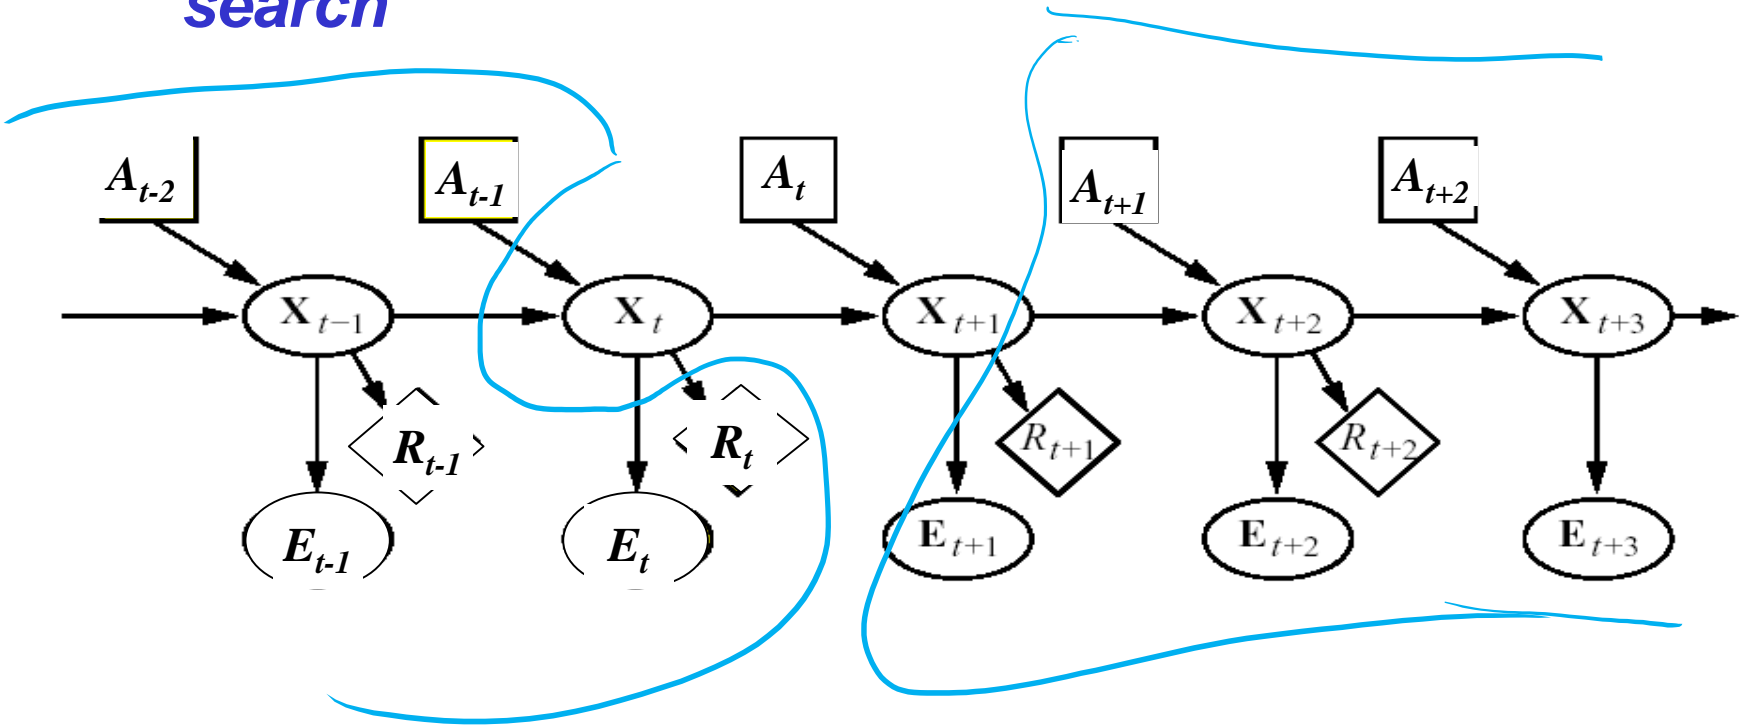 search
A t-2 A t-1 A t A t+1 A t+2
X t−1 X t X t+1 X t+2 X t+3
R t-1 R t R t+1 R t+2
E t-1 E t E t+1 E t+2 E t+3